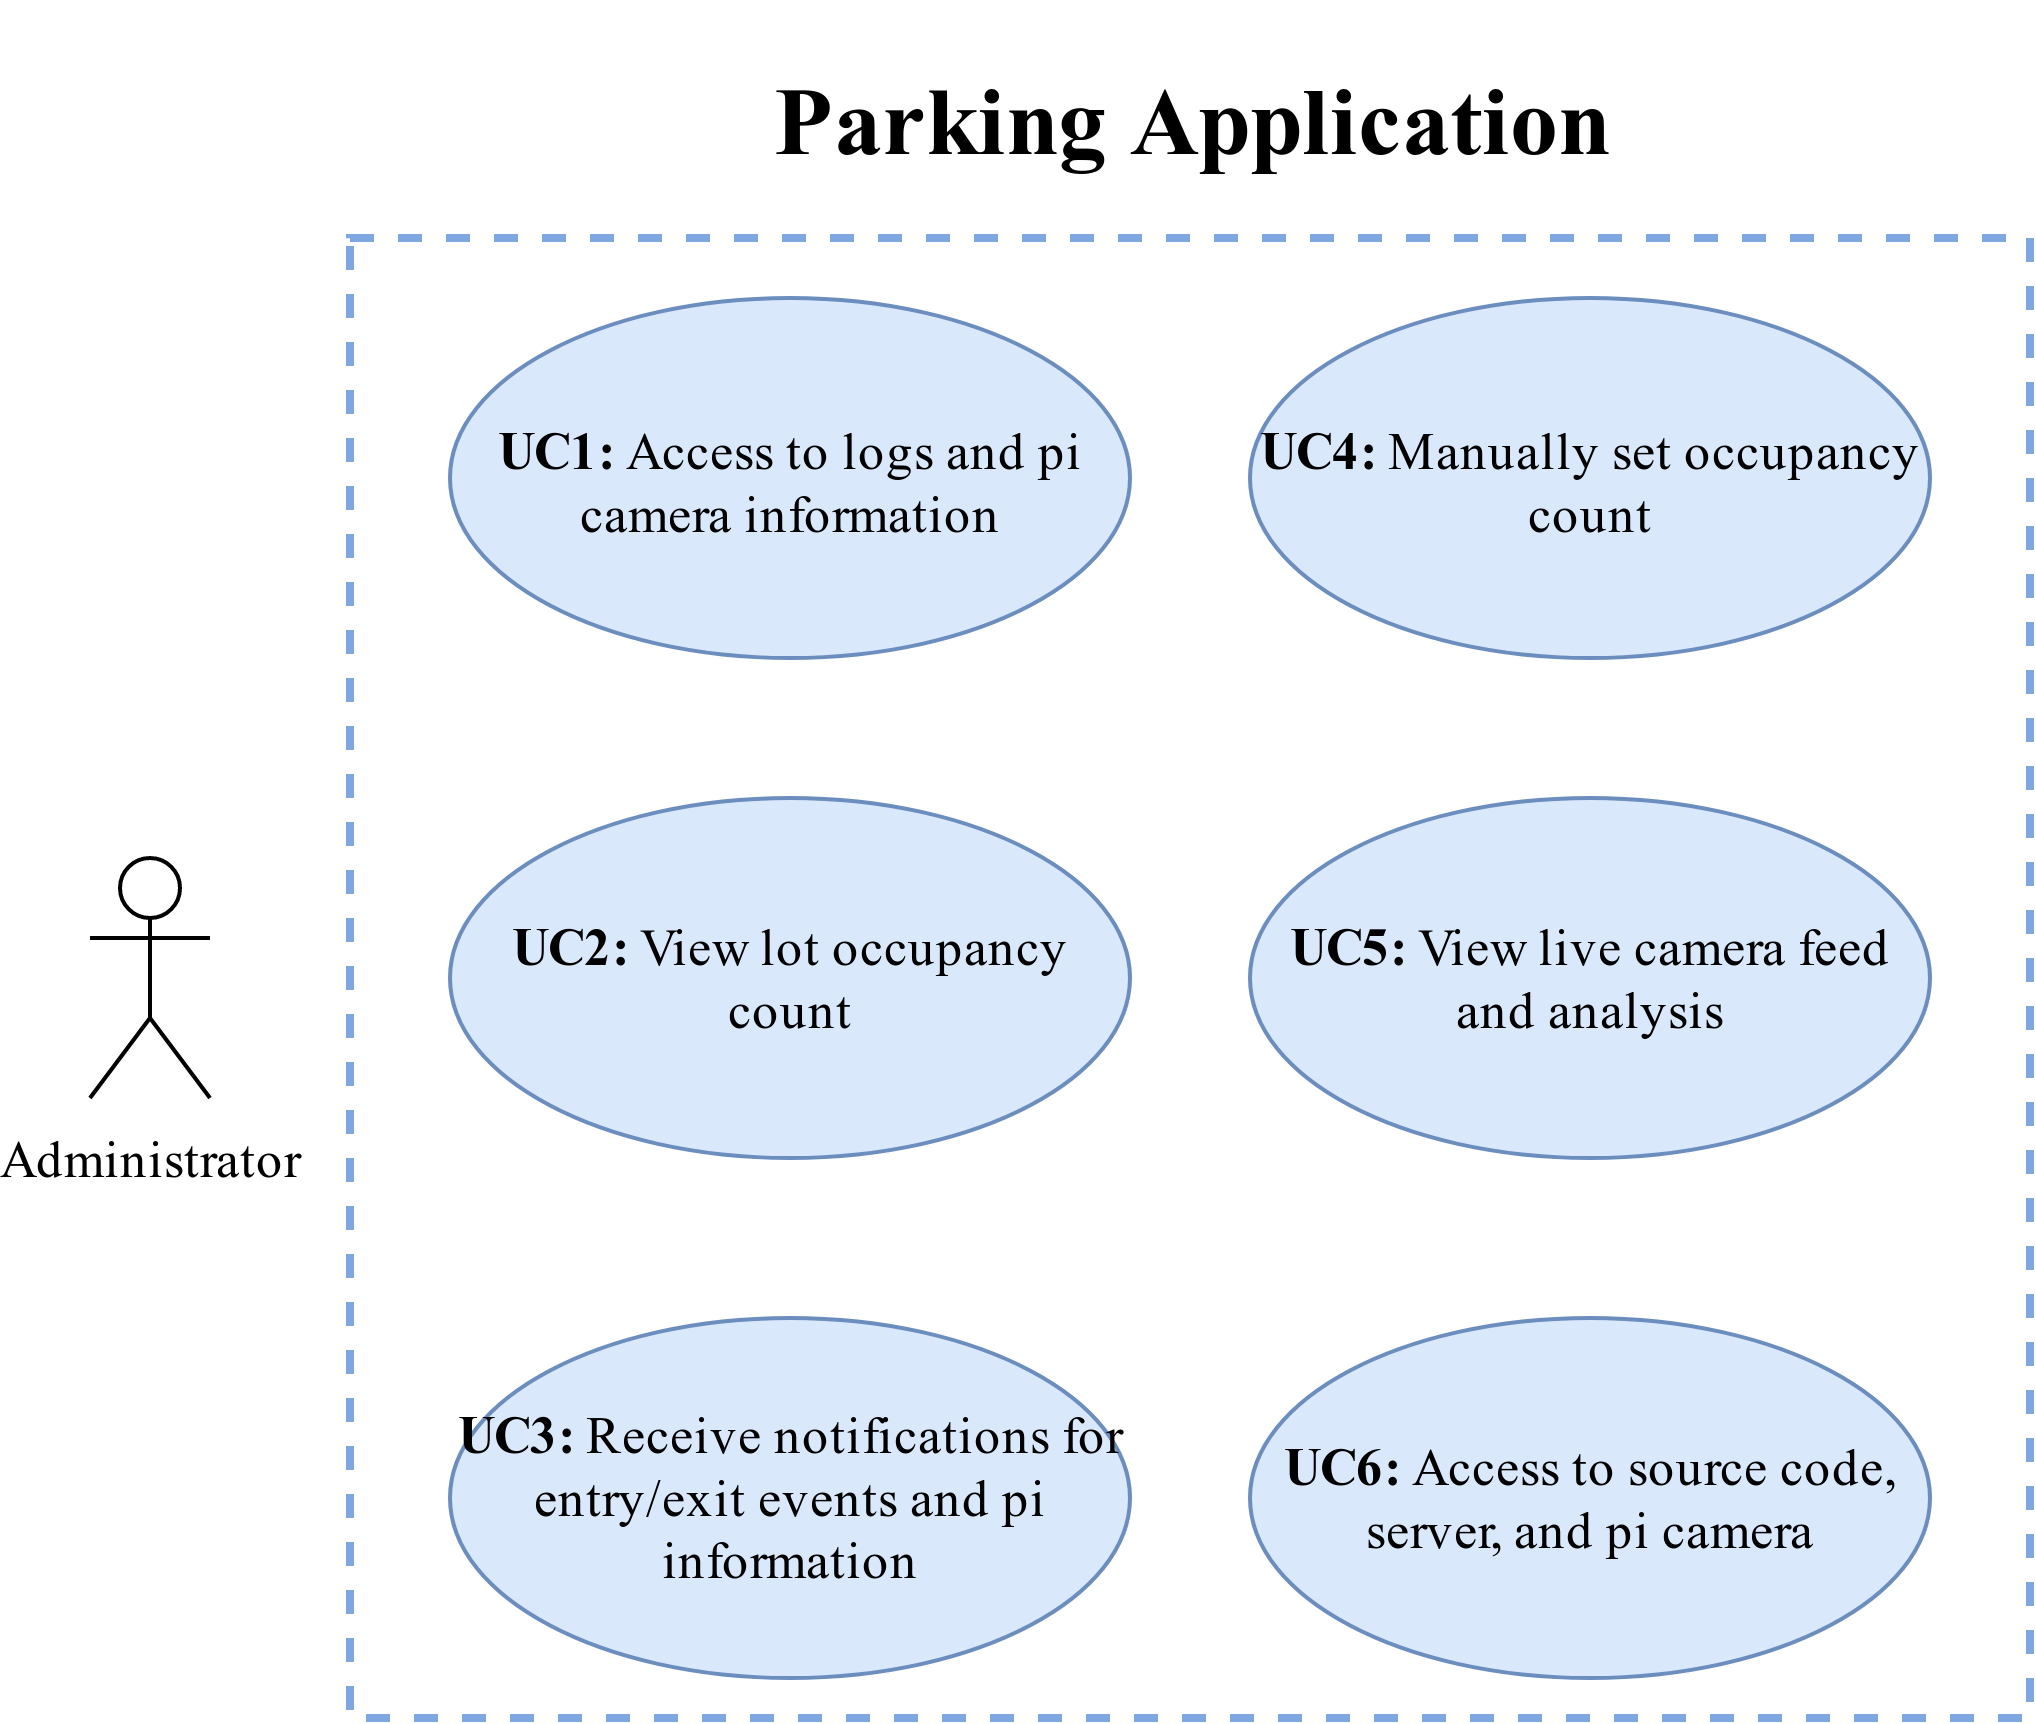 Parking Application
UC1: Access to logs and pi
camera information
UC4: Manually set occupancy
count
UC2: View lot occupancy
count
UC5: View live camera feed
and analysis
Administrator
UC3: Receive notifications for
entry/exit events and pi
information
UC6: Access to source code,
server, and pi camera